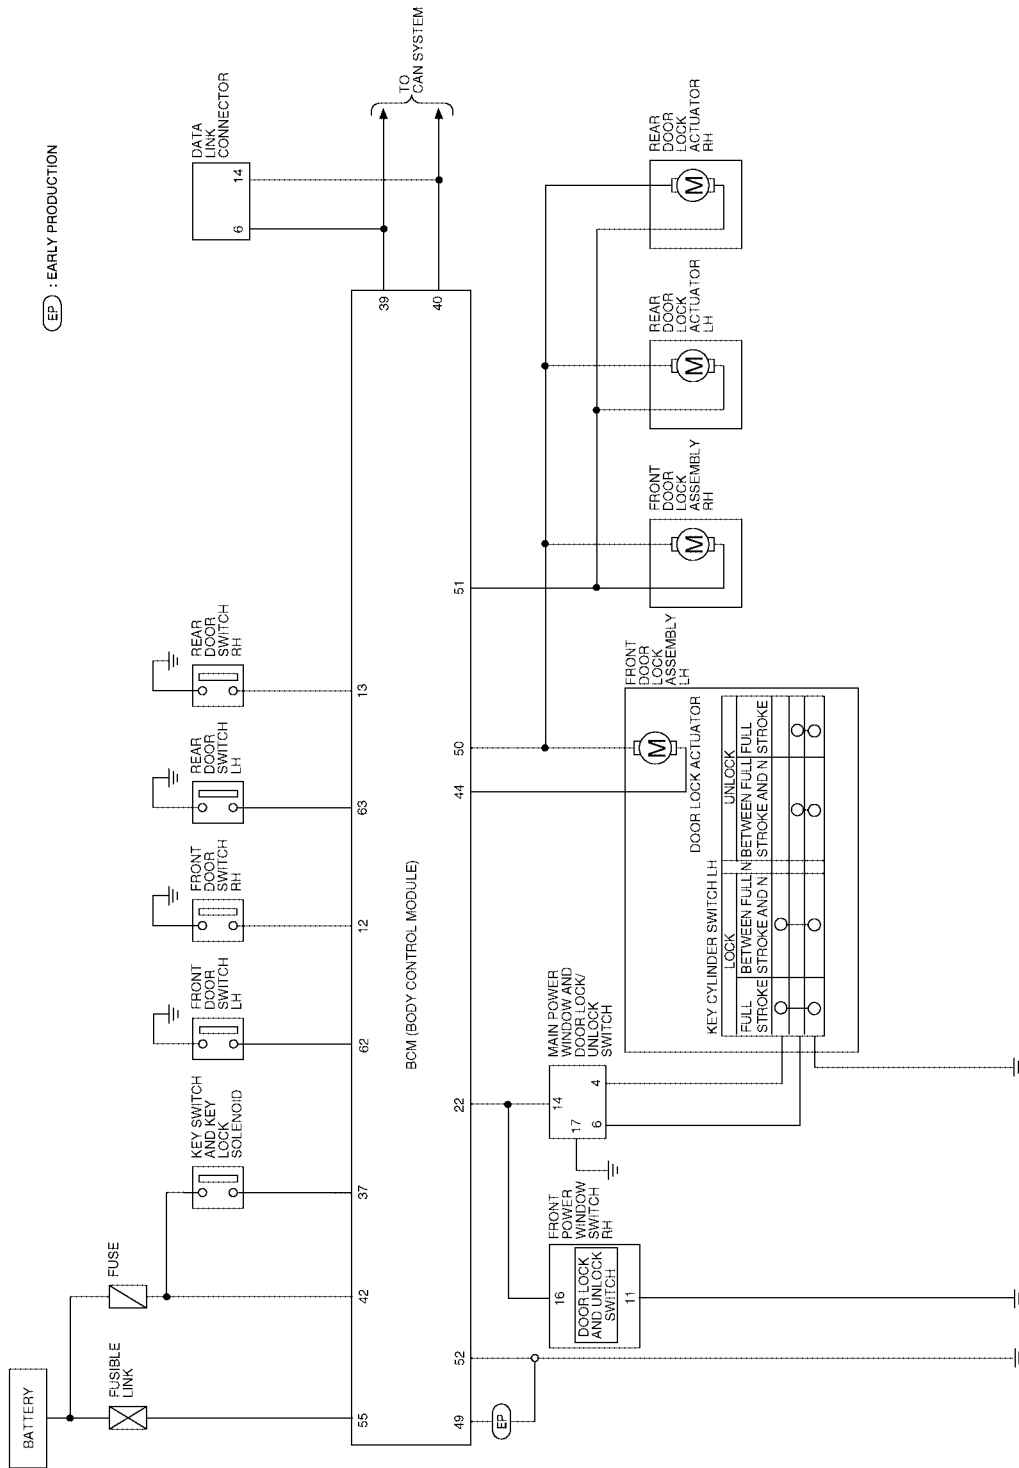 EP : EARLY PRODUCTION
BATTERY
FUSIBLE
LINK
FUSE
KEY SWITCH
AND KEY
LOCK
SOLENOID
FRONT
DOOR
SWITCH
LH
FRONT
DOOR
SWITCH
RH
REAR
DOOR
SWITCH
LH
REAR
DOOR
SWITCH
RH
DATA
LINK
CONNECTOR
6 14
TO
CAN SYSTEM
55 42 37 62 12 63 13 39
BCM (BODY CONTROL MODULE)
40
49 52 22 44 50 51
EP
FRONT
POWER
WINDOW
SWITCH
RH
16
DOOR LOCK
AND UNLOCK
SWITCH
11
MAIN POWER
WINDOW AND
DOOR LOCK/
UNLOCK
SWITCH
14
17
6 4
FRONT
DOOR
LOCK
ASSEMBLY
LH
M
DOOR LOCK ACTUATOR
KEY CYLINDER SWITCH LH
LOCK UNLOCK
FULL STROKE
BETWEEN FULL STROKE AND N
N
BETWEEN FULL STROKE AND N
FULL STROKE
FRONT
DOOR
LOCK
ASSEMBLY
RH
M
REAR
DOOR
LOCK
ACTUATOR
LH
M
REAR
DOOR
LOCK
ACTUATOR
RH
M